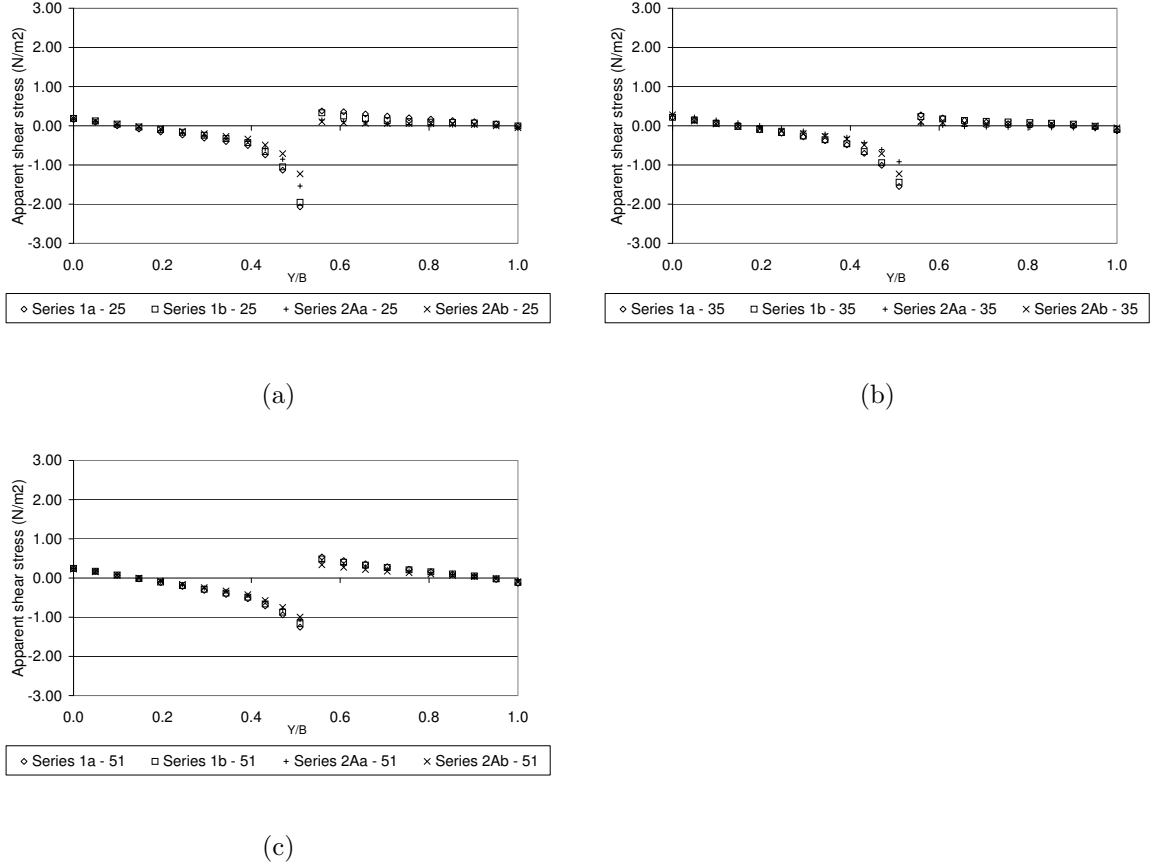 Apparent shear stress (N/m2)
3.00
2.00
1.00
0.00
-1.00
-2.00
-3.00
0.0 0.2 0.4 0.6 0.8 1.0
Y/B
Series 1a - 25 Series 1b - 25 Series 2Aa - 25 Series 2Ab - 25
(a)
Apparent shear stress (N/m2)
3.00
2.00
1.00
0.00
-1.00
-2.00
-3.00
0.0 0.2 0.4 0.6 0.8 1.0
Y/B
Series 1a - 35 Series 1b - 35 Series 2Aa - 35 Series 2Ab - 35
(b)
Apparent shear stress (N/m2)
3.00
2.00
1.00
0.00
-1.00
-2.00
-3.00
0.0 0.2 0.4 0.6 0.8 1.0
Y/B
Series 1a - 51 Series 1b - 51 Series 2Aa - 51 Series 2Ab - 51
(c)